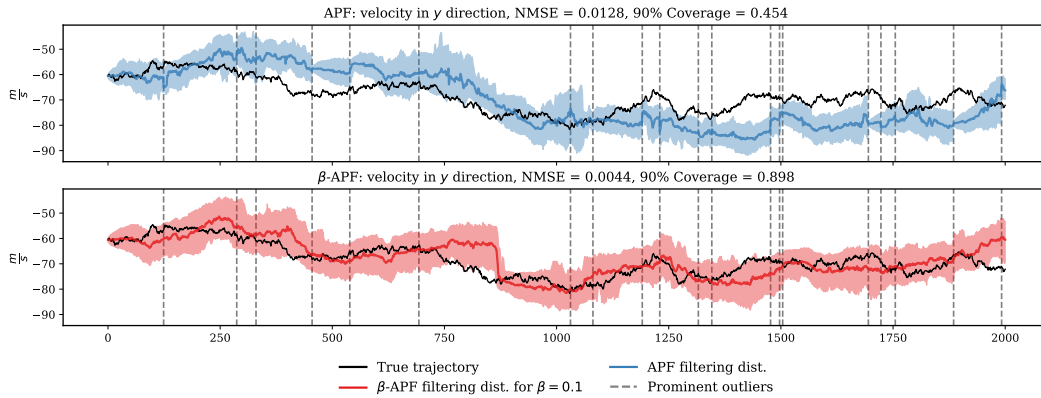 APF: velocity in y direction, NMSE = 0.0128, 90% Coverage = 0.454
−50
−60
−70
−80
−90
m/s
β-APF: velocity in y direction, NMSE = 0.0044, 90% Coverage = 0.898
−50
−60
−70
−80
−90
m/s
0 250 500 750 1000 1250 1500 1750 2000
True trajectory
APF filtering dist.
β-APF filtering dist. for β = 0.1
Prominent outliers